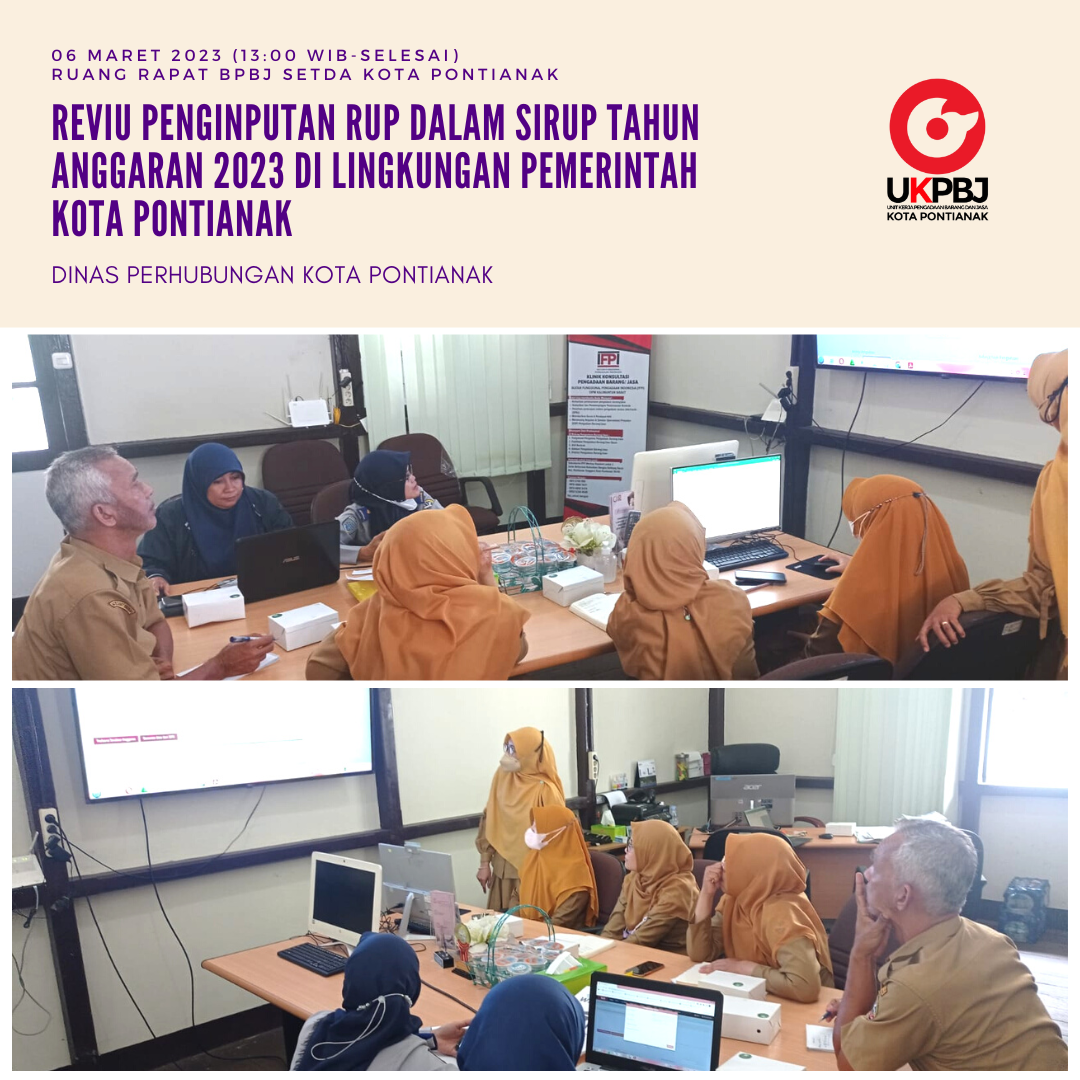 06 MARET 2023 (13:00 WIB-SELESAI)
RUANG RAPAT BPBJ SETDA KOTA PONTIANAK
REVIU PENGINPUTAN RUP DALAM SIRUP TAHUN
ANGGARAN 2023 DI LINGKUNGAN PEMERINTAH
KOTA PONTIANAK
DINAS PERHUBUNGAN KOTA PONTIANAK
UKPBJ
UNIT KERJA PENGADAAN BARANG DAN JASA
KOTA PONTIANAK
IFPI
KLINIK KONSULTASI
PENGADAAN BARANG/ JASA
ASUS
acer